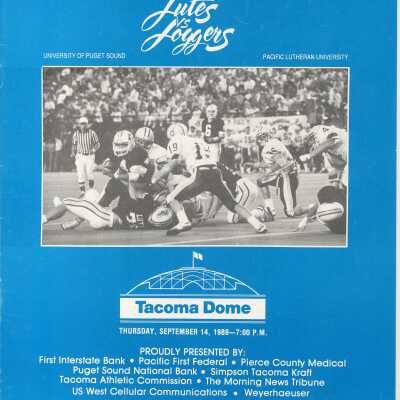 Lutes
vs
Loggers
UNIVERSITY OF PUGET SOUND
PACIFIC LUTHERAN UNIVERSITY
6
19
Tacoma Dome
THURSDAY, SEPTEMBER 14, 1989—7:00 P.M.
PROUDLY PRESENTED BY:
First Interstate Bank • Pacific First Federal • Pierce County Medical
Puget Sound National Bank • Simpson Tacoma Kraft
Tacoma Athletic Commission • The Morning News Tribune
US West Cellular Communications • Weyerhaeuser